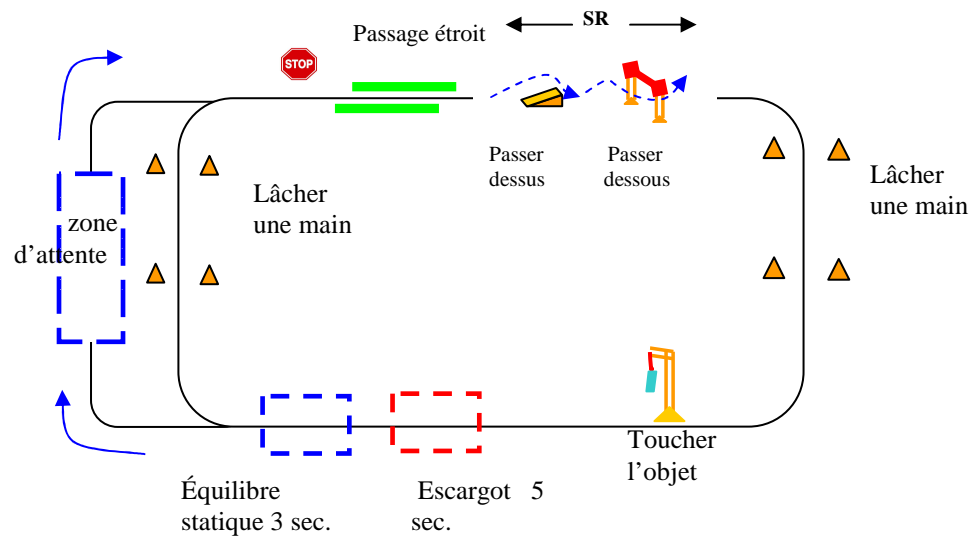 SR
Passage étroit
STOP
Passer
dessus
Passer
dessous
Lâcher
une main
Lâcher
une main
zone
d'attente
Toucher
l'objet
Équilibre
statique 3 sec.
Escargot 5
sec.